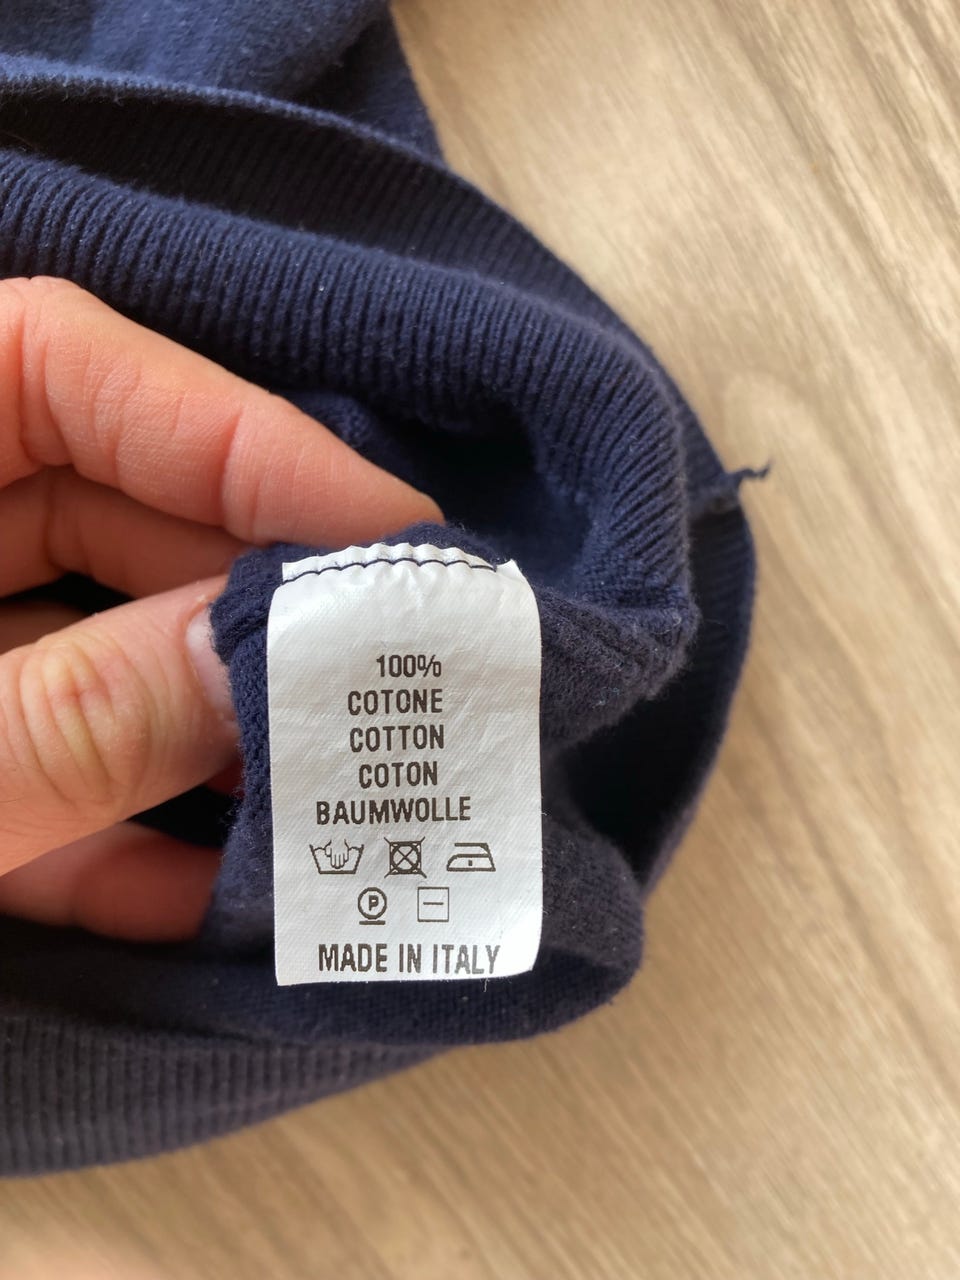 100%
COTONE
COTTON
COTON
BAUMWOLLE
P
MADE IN ITALY